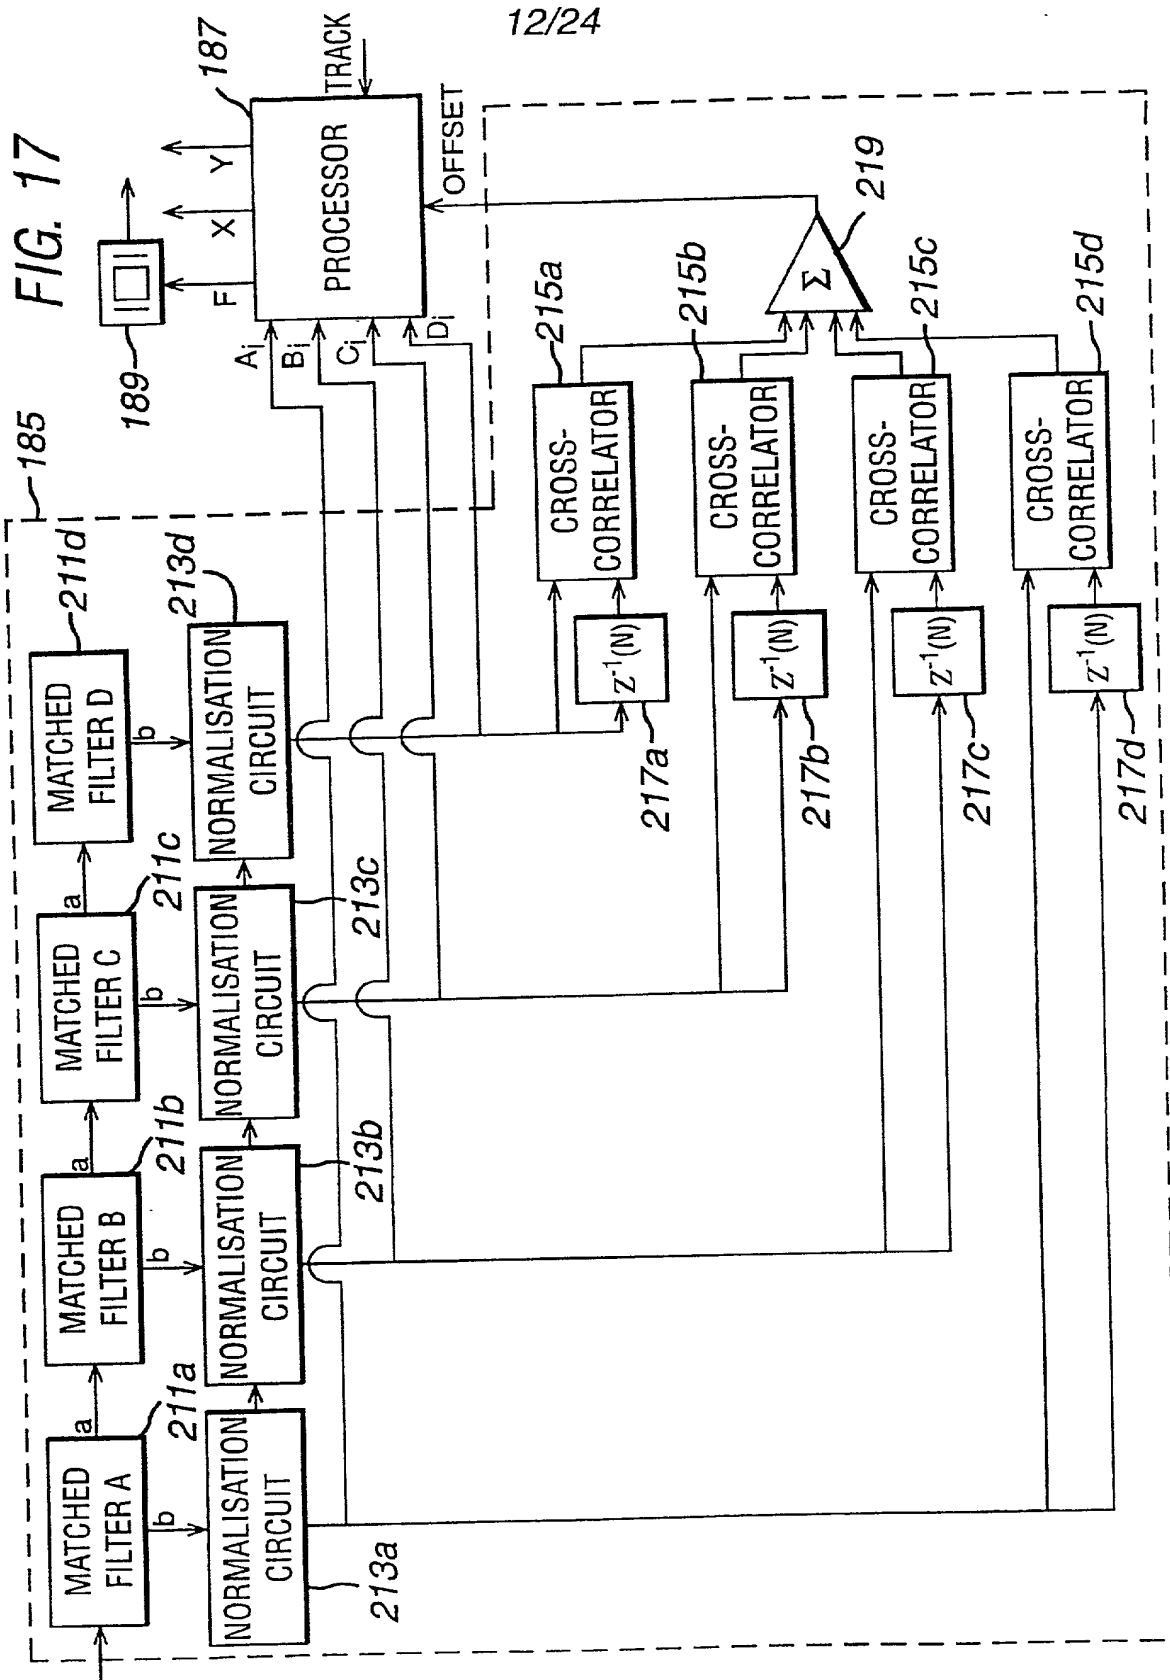 12/24
FIG. 17
185
189
187
MATCHED
FILTER A
211a
MATCHED
FILTER B
211b
MATCHED
FILTER C
211c
MATCHED
FILTER D
211d
a
a
a
b
b
b
b
NORMALISATION
CIRCUIT
213a
NORMALISATION
CIRCUIT
213b
NORMALISATION
CIRCUIT
213c
NORMALISATION
CIRCUIT
213d
Ai
Bi
Ci
Di
F
X
Y
PROCESSOR
TRACK
OFFSET
CROSS-
CORRELATOR
215a
Z⁻¹(N)
217a
CROSS-
CORRELATOR
215b
Z⁻¹(N)
217b
CROSS-
CORRELATOR
215c
Z⁻¹(N)
217c
CROSS-
CORRELATOR
215d
Z⁻¹(N)
217d
Σ
219